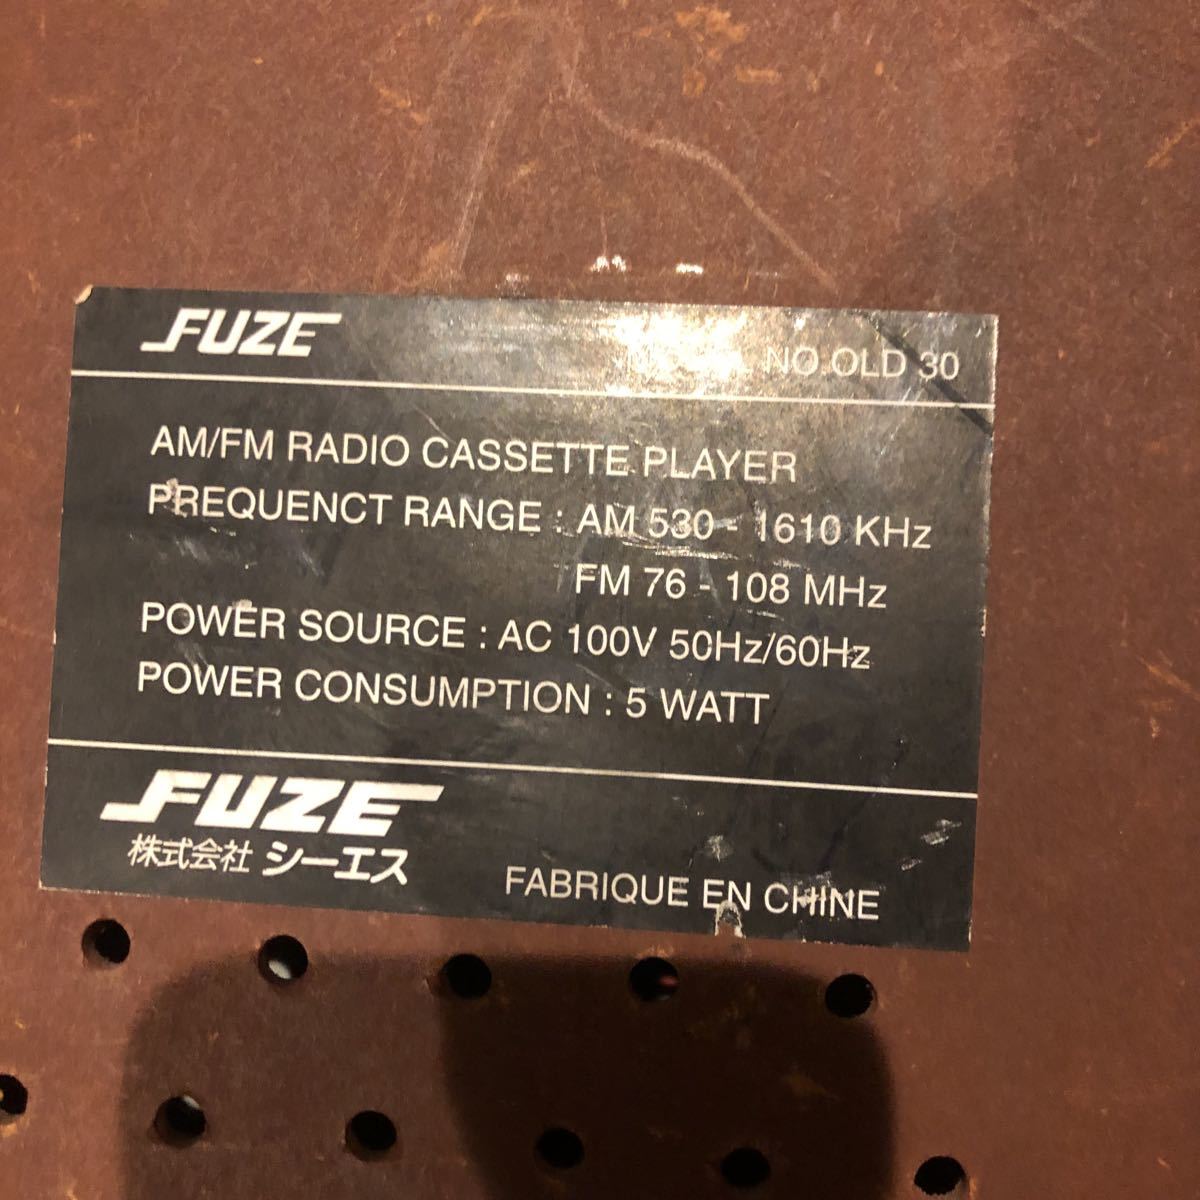 FUZE
NO.OLD 30
AM/FM RADIO CASSETTE PLAYER
PREQUENCT RANGE : AM 530 - 1610 KHz
FM 76 - 108 MHz
POWER SOURCE : AC 100V 50Hz/60Hz
POWER CONSUMPTION : 5 WATT
FUZE
株式会社 シーエス
FABRIQUE EN CHINE